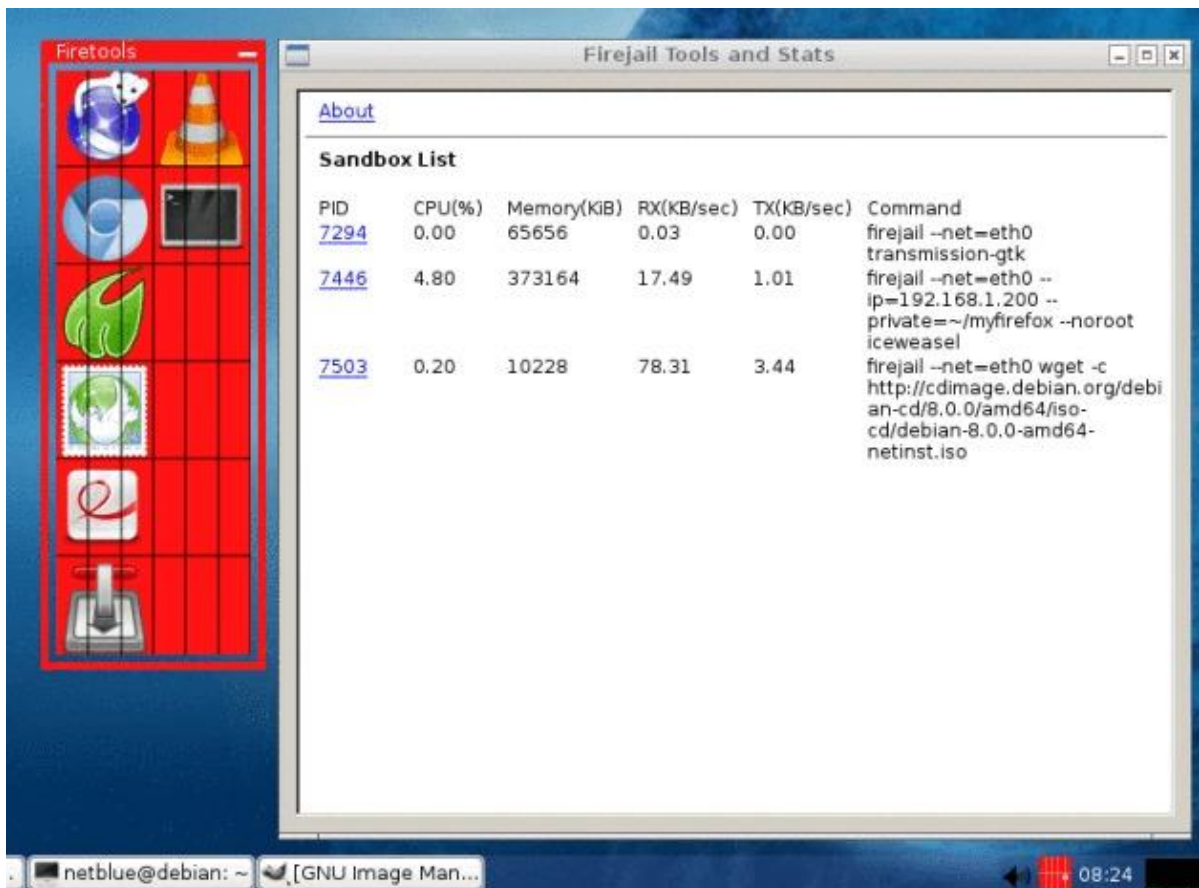 Firetools
Firejail Tools and Stats
About
Sandbox List
PID CPU(%) Memory(KiB) RX(KB/sec) TX(KB/sec) Command
7294 0.00 65656 0.03 0.00 firejail --net=eth0
transmission-gtk
7446 4.80 373164 17.49 1.01 firejail --net=eth0 --
ip=192.168.1.200 --
private=~/myfirefox --noroot
iceweasel
7503 0.20 10228 78.31 3.44 firejail --net=eth0 wget -c
http://cdimage.debian.org/debi
an-cd/8.0.0/amd64/iso-
cd/debian-8.0.0-amd64-
netinst.iso
. netblue@debian: ~ [GNU Image Man... 08:24